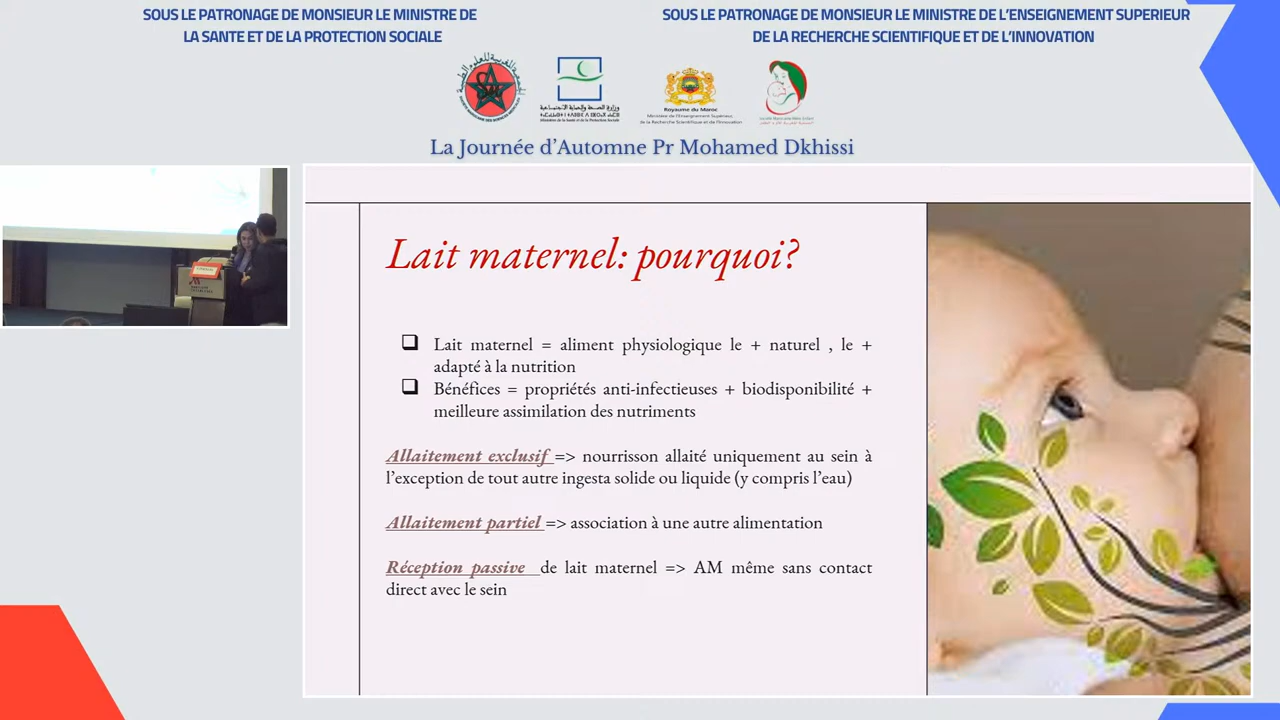 SOUS LE PATRONAGE DE MONSIEUR LE MINISTRE DE
LA SANTE ET DE LA PROTECTION SOCIALE
SOUS LE PATRONAGE DE MONSIEUR LE MINISTRE DE L'ENSEIGNEMENT SUPERIEUR
DE LA RECHERCHE SCIENTIFIQUE ET DE L'INNOVATION
Royaume du Maroc
La Journée d'Automne Pr Mohamed Dkhissi
Lait maternel: pourquoi?
❑ Lait maternel = aliment physiologique le + naturel , le +
adapté à la nutrition
❑ Bénéfices = propriétés anti-infectieuses + biodisponibilité +
meilleure assimilation des nutriments
Allaitement exclusif => nourrisson allaité uniquement au sein à
l'exception de tout autre ingesta solide ou liquide (y compris l'eau)
Allaitement partiel => association à une autre alimentation
Réception passive de lait maternel => AM même sans contact
direct avec le sein